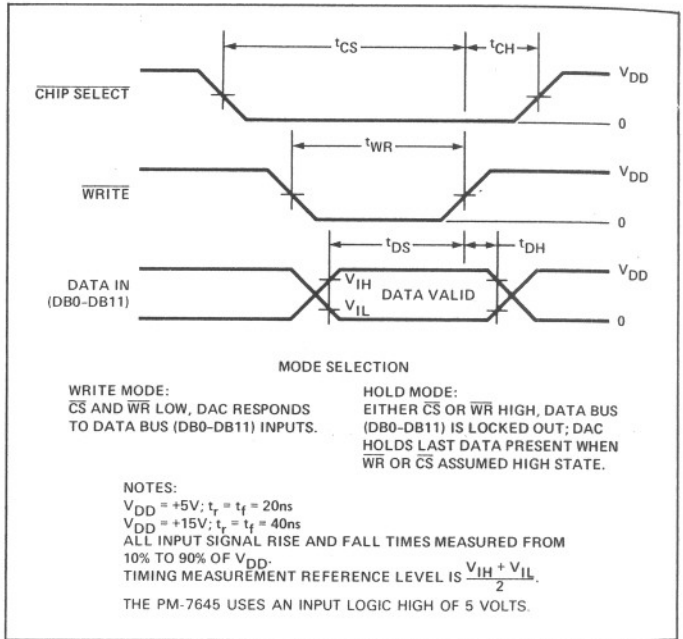 tCS
tCH
CHIP SELECT
VDD
0
tWR
WRITE
VDD
0
tDS
tDH
DATA IN
(DB0-DB11)
VIH
VIL
DATA VALID
VDD
0
MODE SELECTION
WRITE MODE:
CS AND WR LOW, DAC RESPONDS
TO DATA BUS (DB0-DB11) INPUTS.
HOLD MODE:
EITHER CS OR WR HIGH, DATA BUS
(DB0-DB11) IS LOCKED OUT; DAC
HOLDS LAST DATA PRESENT WHEN
WR OR CS ASSUMED HIGH STATE.
NOTES:
VDD = +5V; tr = tf = 20ns
VDD = +15V; tr = tf = 40ns
ALL INPUT SIGNAL RISE AND FALL TIMES MEASURED FROM
10% TO 90% OF VDD.
TIMING MEASUREMENT REFERENCE LEVEL IS (VIH + VIL)/2.
THE PM-7645 USES AN INPUT LOGIC HIGH OF 5 VOLTS.